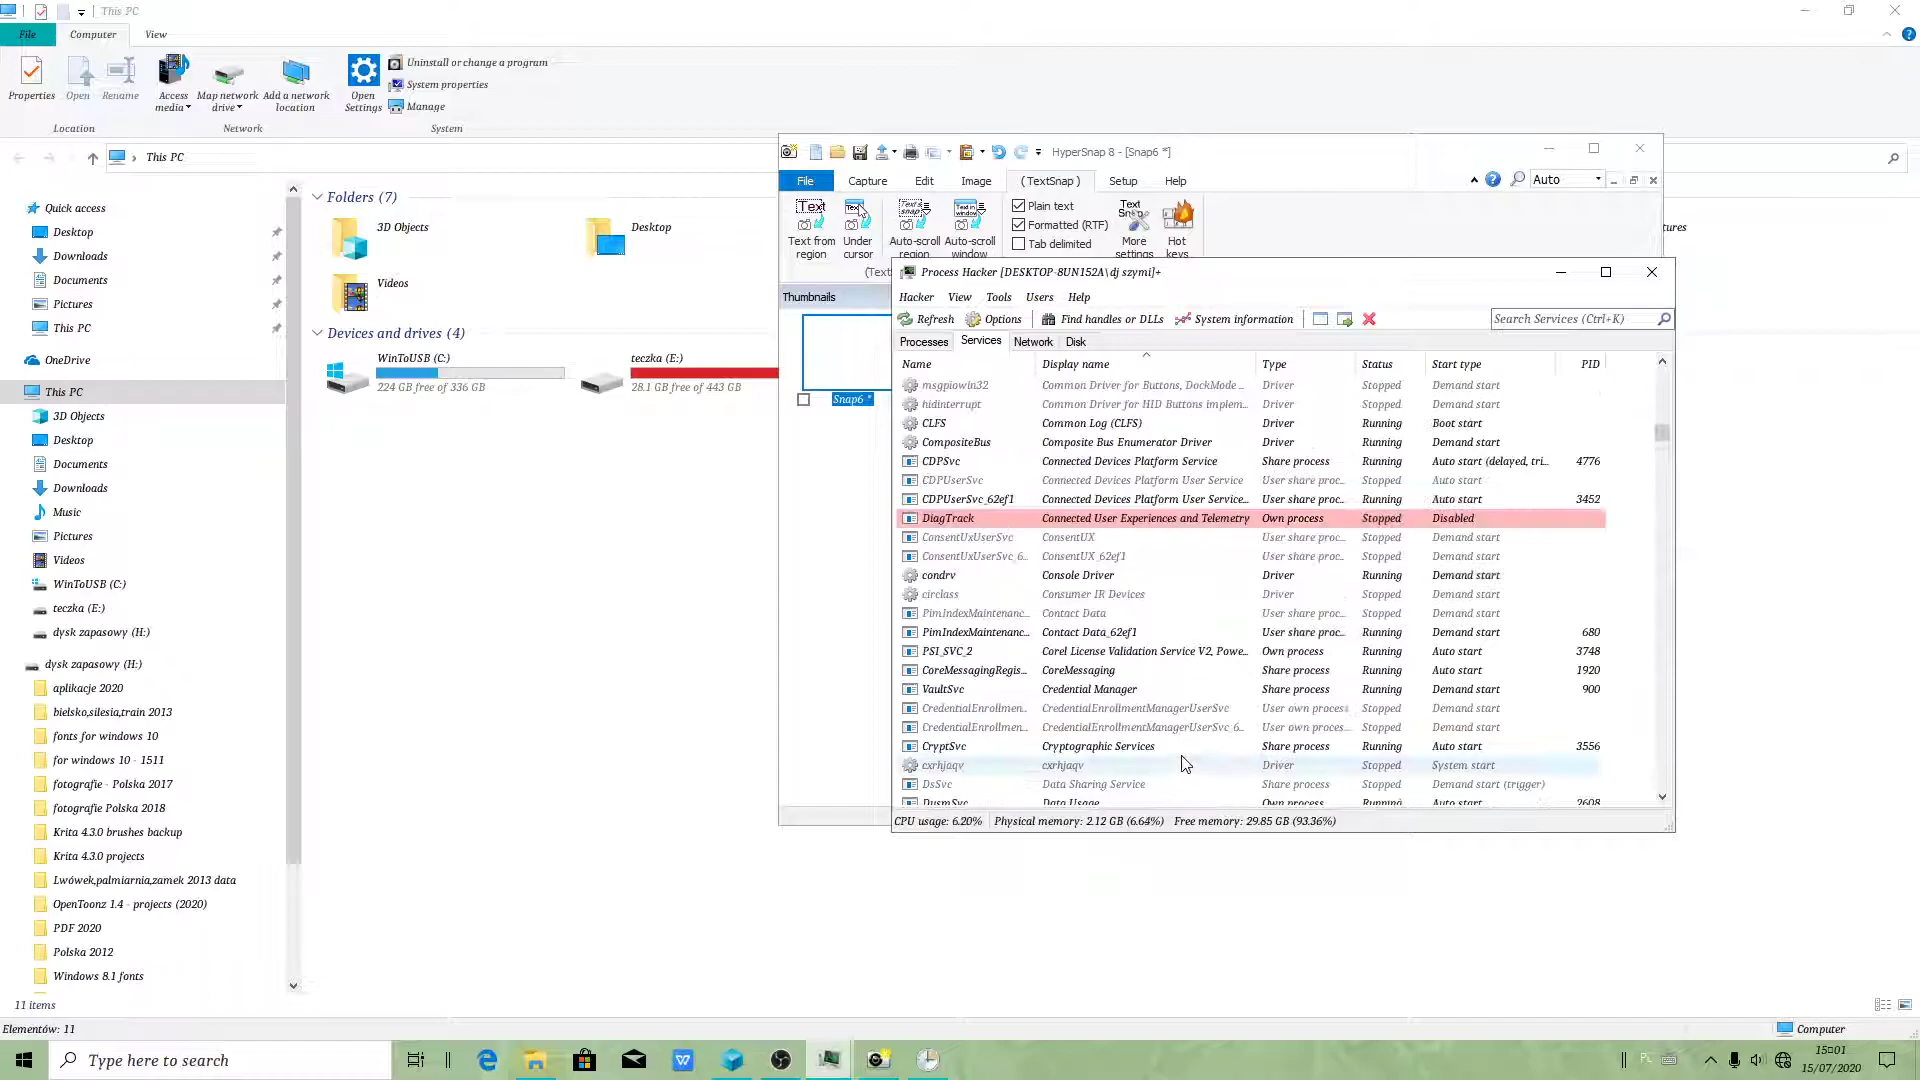 This PC
File
Computer
View
Properties
Open
Rename
Access media
Map network drive
Add a network location
Open Settings
Uninstall or change a program
System properties
Manage
Location
Network
System
This PC
Quick access
Desktop
Downloads
Documents
Pictures
This PC
OneDrive
This PC
3D Objects
Desktop
Documents
Downloads
Music
Pictures
Videos
WinToUSB (C:)
teczka (E:)
dysk zapasowy (H:)
dysk zapasowy (H:)
aplikacje 2020
bielsko,silesia,train 2013
fonts for windows 10
for windows 10 - 1511
fotografie - Polska 2017
fotografie Polska 2018
Krita 4.3.0 brushes backup
Krita 4.3.0 projects
Lwówek,palmiarnia,zamek 2013 data
OpenToonz 1.4 - projects (2020)
PDF 2020
Polska 2012
Windows 8.1 fonts
Folders (7)
3D Objects
Desktop
Videos
Devices and drives (4)
WinToUSB (C:)
224 GB free of 336 GB
teczka (E:)
28.1 GB free of 443 GB
HyperSnap 8 - [Snap6 *]
File
Capture
Edit
Image
( TextSnap )
Setup
Help
Auto
Text from region
Under cursor
Auto-scroll region
Auto-scroll window
Plain text
Formatted (RTF)
Tab delimited
More settings
Hot keys
Thumbnails
Snap6 *
Process Hacker [DESKTOP-8UN152A\dj szymi]+
Hacker View Tools Users Help
Refresh Options Find handles or DLLs System information
Search Services (Ctrl+K)
Processes Services Network Disk
Name Display name Type Status Start type PID
msgpiowin32 Common Driver for Buttons, DockMode ... Driver Stopped Demand start
hidinterrupt Common Driver for HID Buttons implem... Driver Stopped Demand start
CLFS Common Log (CLFS) Driver Running Boot start
CompositeBus Composite Bus Enumerator Driver Driver Running Demand start
CDPSvc Connected Devices Platform Service Share process Running Auto start (delayed, tri... 4776
CDPUserSvc Connected Devices Platform User Service User share proc... Stopped Auto start
CDPUserSvc_62ef1 Connected Devices Platform User Service... User share proc... Running Auto start 3452
DiagTrack Connected User Experiences and Telemetry Own process Stopped Disabled
ConsentUxUserSvc ConsentUX User share proc... Stopped Demand start
ConsentUxUserSvc_6... ConsentUX_62ef1 User share proc... Stopped Demand start
condrv Console Driver Driver Running Demand start
circlass Consumer IR Devices Driver Stopped Demand start
PimIndexMaintenanc... Contact Data User share proc... Stopped Demand start
PimIndexMaintenanc... Contact Data_62ef1 User share proc... Running Demand start 680
PSI_SVC_2 Corel License Validation Service V2, Powe... Own process Running Auto start 3748
CoreMessagingRegis... CoreMessaging Share process Running Auto start 1920
VaultSvc Credential Manager Share process Running Demand start 900
CredentialEnrollmen... CredentialEnrollmentManagerUserSvc User own process Stopped Demand start
CredentialEnrollmen... CredentialEnrollmentManagerUserSvc_6... User own proces... Stopped Demand start
CryptSvc Cryptographic Services Share process Running Auto start 3556
cxrhjaqv cxrhjaqv Driver Stopped System start
DsSvc Data Sharing Service Share process Stopped Demand start (trigger)
DusmSvc Data Usage Own process Running Auto start 2608
CPU usage: 6.20% Physical memory: 2.12 GB (6.64%) Free memory: 29.85 GB (93.36%)
11 items
Elementów: 11
Computer
Type here to search
PL
15:01
15/07/2020